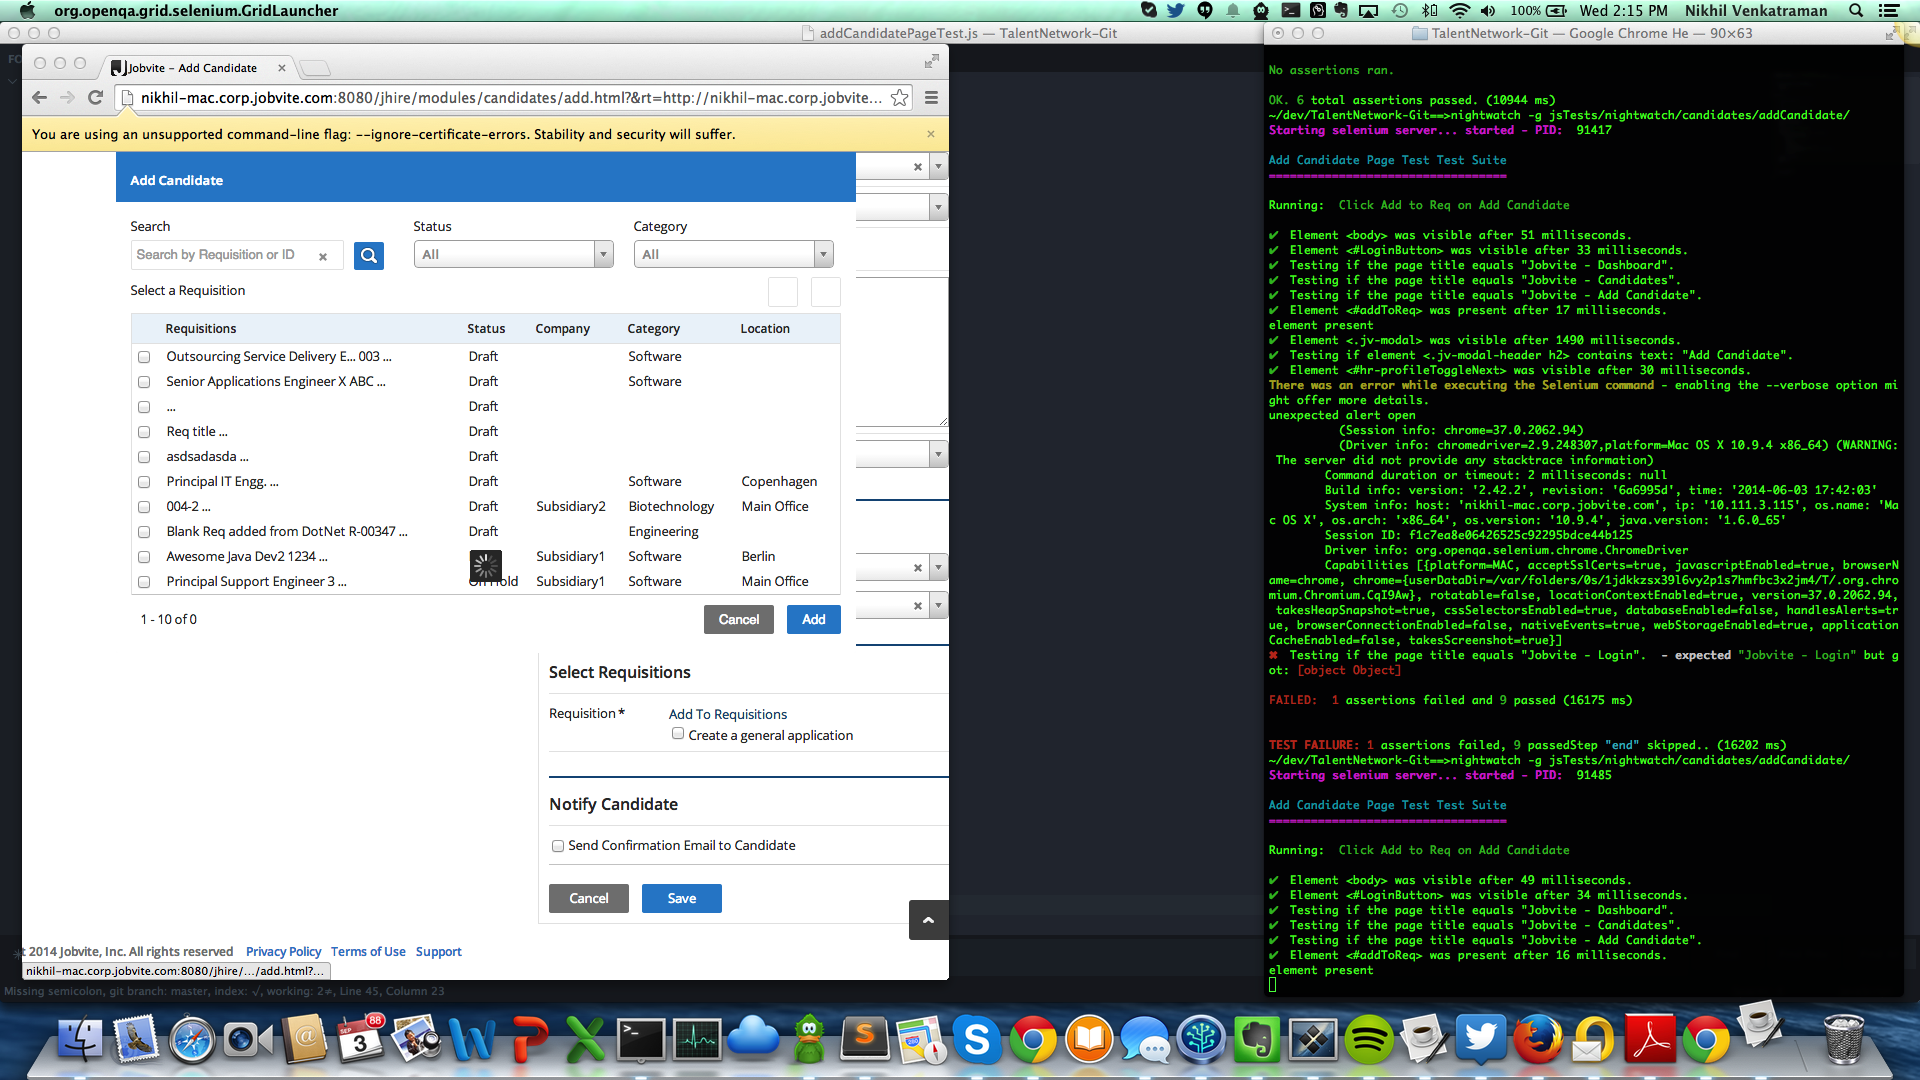 org.openqa.grid.selenium.GridLauncher
100%
Wed 2:15 PM
Nikhil Venkatraman
addCandidatePageTest.js — TalentNetwork-Git
FO
Jobvite – Add Candidate
nikhil-mac.corp.jobvite.com:8080/jhire/modules/candidates/add.html?&rt=http://nikhil-mac.corp.jobvite...
You are using an unsupported command-line flag: --ignore-certificate-errors. Stability and security will suffer.
Add Candidate
Search
Status
Category
Search by Requisition or ID
All
All
Select a Requisition
Requisitions Status Company Category Location
Outsourcing Service Delivery E... 003 ... Draft Software
Senior Applications Engineer X ABC ... Draft Software
... Draft
Req title ... Draft
asdsadasda ... Draft
Principal IT Engg. ... Draft Software Copenhagen
004-2 ... Draft Subsidiary2 Biotechnology Main Office
Blank Req added from DotNet R-00347 ... Draft Engineering
Awesome Java Dev2 1234 ... Subsidiary1 Software Berlin
Principal Support Engineer 3 ... On Hold Subsidiary1 Software Main Office
1 - 10 of 0
Cancel
Add
Select Requisitions
Requisition *
Add To Requisitions
Create a general application
Notify Candidate
Send Confirmation Email to Candidate
Cancel
Save
t 2014 Jobvite, Inc. All rights reserved Privacy Policy Terms of Use Support
nikhil-mac.corp.jobvite.com:8080/jhire/.../add.html?...
Missing semicolon, git branch: master, index: √, working: 2≠, Line 45, Column 23
TalentNetwork-Git — Google Chrome He — 90×63
No assertions ran.
OK. 6 total assertions passed. (10944 ms)
~/dev/TalentNetwork-Git==>nightwatch -g jsTests/nightwatch/candidates/addCandidate/
Starting selenium server... started - PID: 91417
Add Candidate Page Test Test Suite
==================================
Running: Click Add to Req on Add Candidate
✔ Element <body> was visible after 51 milliseconds.
✔ Element <#LoginButton> was visible after 33 milliseconds.
✔ Testing if the page title equals "Jobvite - Dashboard".
✔ Testing if the page title equals "Jobvite - Candidates".
✔ Testing if the page title equals "Jobvite - Add Candidate".
✔ Element <#addToReq> was present after 17 milliseconds.
element present
✔ Element <.jv-modal> was visible after 1490 milliseconds.
✔ Testing if element <.jv-modal-header h2> contains text: "Add Candidate".
✔ Element <#hr-profileToggleNext> was visible after 30 milliseconds.
There was an error while executing the Selenium command - enabling the --verbose option mi
ght offer more details.
unexpected alert open
(Session info: chrome=37.0.2062.94)
(Driver info: chromedriver=2.9.248307,platform=Mac OS X 10.9.4 x86_64) (WARNING:
The server did not provide any stacktrace information)
Command duration or timeout: 2 milliseconds: null
Build info: version: '2.42.2', revision: '6a6995d', time: '2014-06-03 17:42:03'
System info: host: 'nikhil-mac.corp.jobvite.com', ip: '10.111.3.115', os.name: 'Ma
c OS X', os.arch: 'x86_64', os.version: '10.9.4', java.version: '1.6.0_65'
Session ID: f1c7ea8e06426525c92295bdce44b125
Driver info: org.openqa.selenium.chrome.ChromeDriver
Capabilities [{platform=MAC, acceptSslCerts=true, javascriptEnabled=true, browserN
ame=chrome, chrome={userDataDir=/var/folders/0s/1jdkkzsx39l6vy2p1s7hmfbc3x2jm4/T/.org.chro
mium.Chromium.CqI9Aw}, rotatable=false, locationContextEnabled=true, version=37.0.2062.94,
takesHeapSnapshot=true, cssSelectorsEnabled=true, databaseEnabled=false, handlesAlerts=tr
ue, browserConnectionEnabled=false, nativeEvents=true, webStorageEnabled=true, application
CacheEnabled=false, takesScreenshot=true}]
✖ Testing if the page title equals "Jobvite - Login". - expected "Jobvite - Login" but g
ot: [object Object]
FAILED: 1 assertions failed and 9 passed (16175 ms)
TEST FAILURE: 1 assertions failed, 9 passedStep "end" skipped.. (16202 ms)
~/dev/TalentNetwork-Git==>nightwatch -g jsTests/nightwatch/candidates/addCandidate/
Starting selenium server... started - PID: 91485
Add Candidate Page Test Test Suite
==================================
Running: Click Add to Req on Add Candidate
✔ Element <body> was visible after 49 milliseconds.
✔ Element <#LoginButton> was visible after 34 milliseconds.
✔ Testing if the page title equals "Jobvite - Dashboard".
✔ Testing if the page title equals "Jobvite - Candidates".
✔ Testing if the page title equals "Jobvite - Add Candidate".
✔ Element <#addToReq> was present after 16 milliseconds.
element present
SEP
3
88